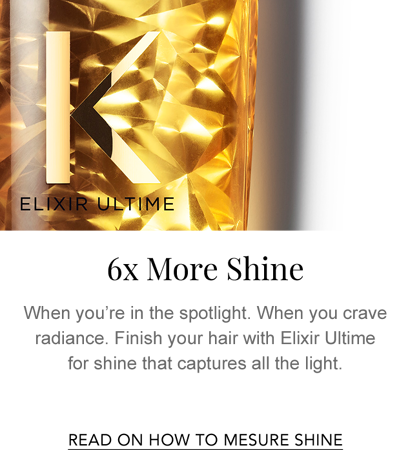 K
ELIXIR ULTIME
6x More Shine
When you're in the spotlight. When you crave
radiance. Finish your hair with Elixir Ultime
for shine that captures all the light.
READ ON HOW TO MESURE SHINE